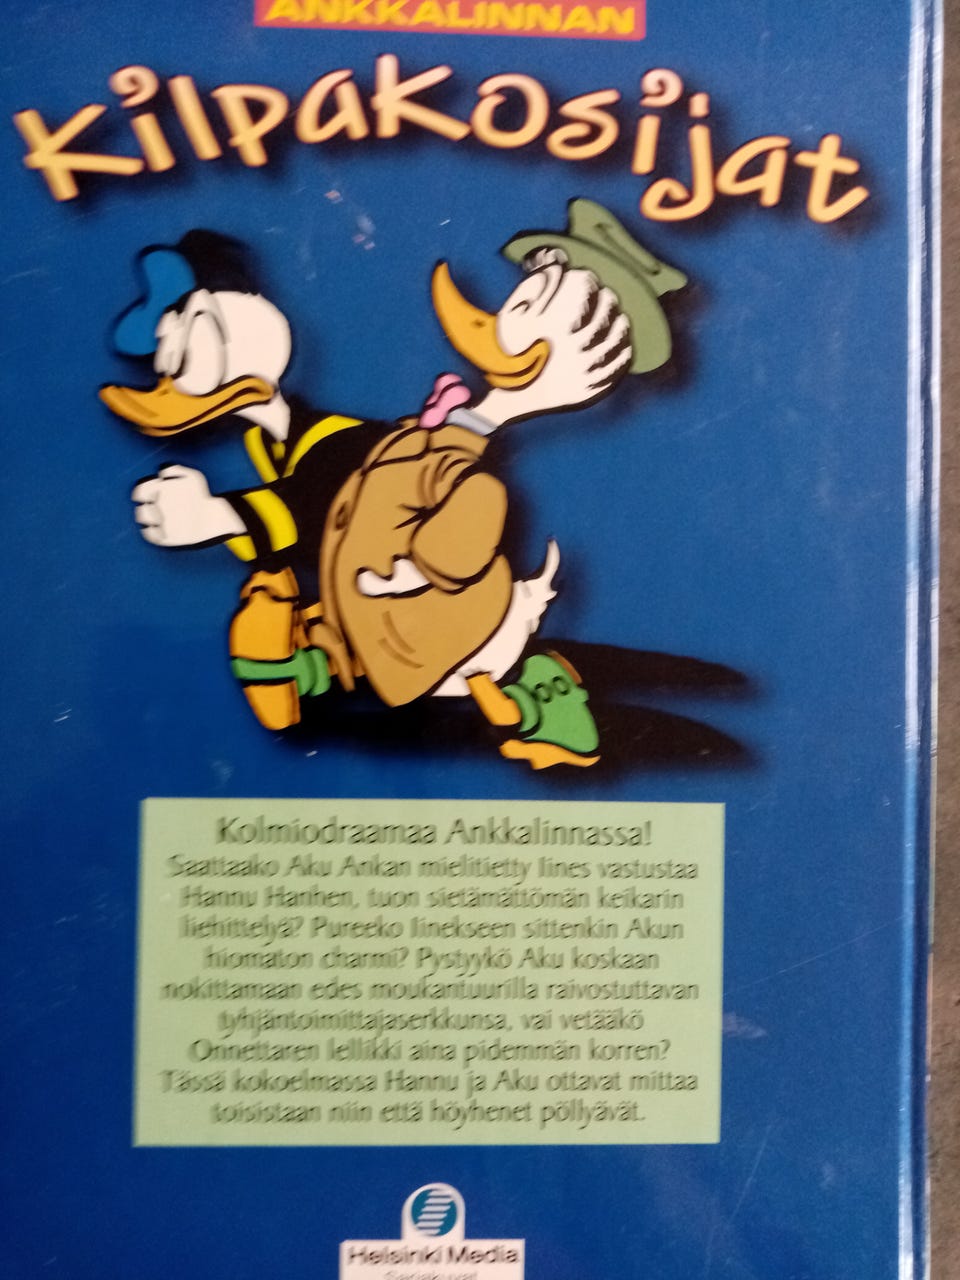 ANKKALINNAN
Kilpakosijat
Kolmiodraamaa Ankkalinnassa!
Saattaako Aku Ankan mielitietty Iines vastustaa
Hannu Hanhen, tuon sietämättömän keikarin
liehittelyä? Pureeko Iinekseen sittenkin Akun
hiomaton charmi? Pystyykö Aku koskaan
nokittamaan edes moukantuurilla raivostuttavan
tyhjäntoimittajaserkkunsa, vai vetääkö
Onnettaren lellikki aina pidemmän korren?
Tässä kokoelmassa Hannu ja Aku ottavat mittaa
toisistaan niin että höyhenet pöllyävät.
Helsinki Media
Sarjakuvat